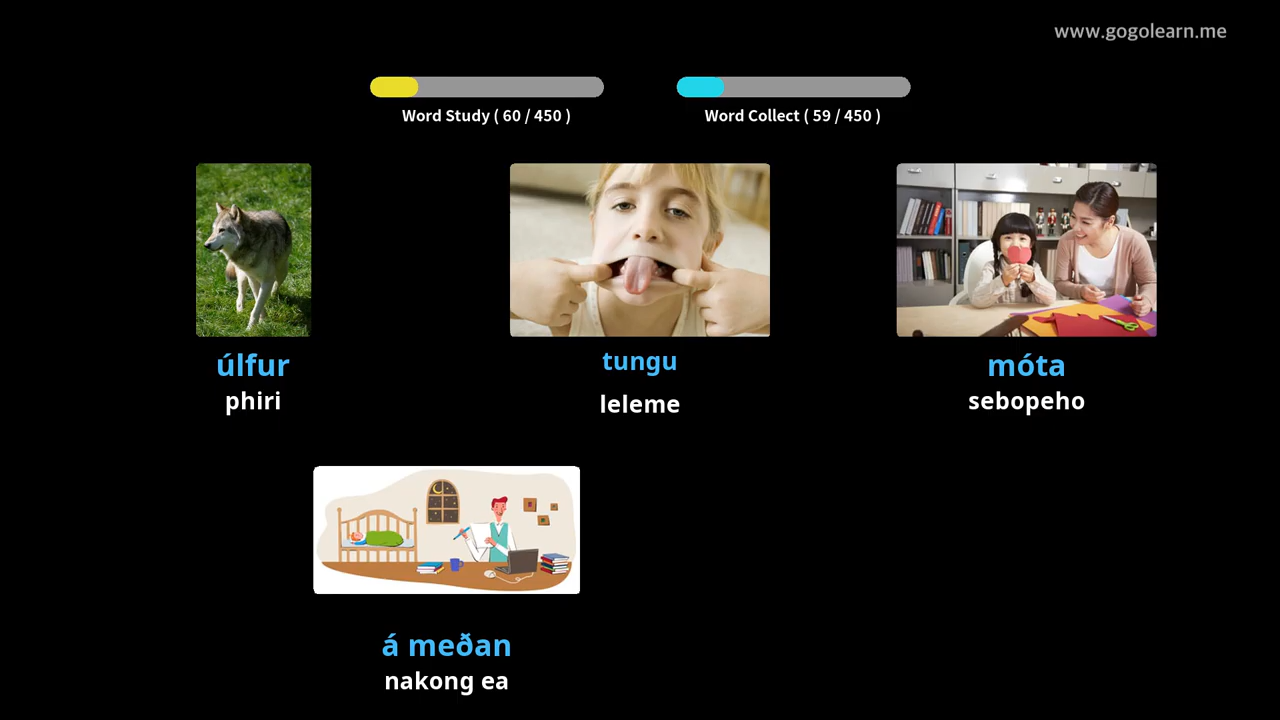 www.gogolearn.me
Word Study ( 60 / 450 )
Word Collect ( 59 / 450 )
úlfur
phiri
tungu
leleme
móta
sebopeho
á meðan
nakong ea